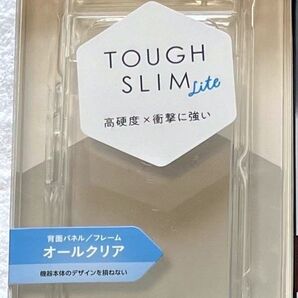 TOUGH
SLIM
Lite
高硬度×衝撃に強い
背面パネル/フレーム
オールクリア
機器本体のデザインを損ねない